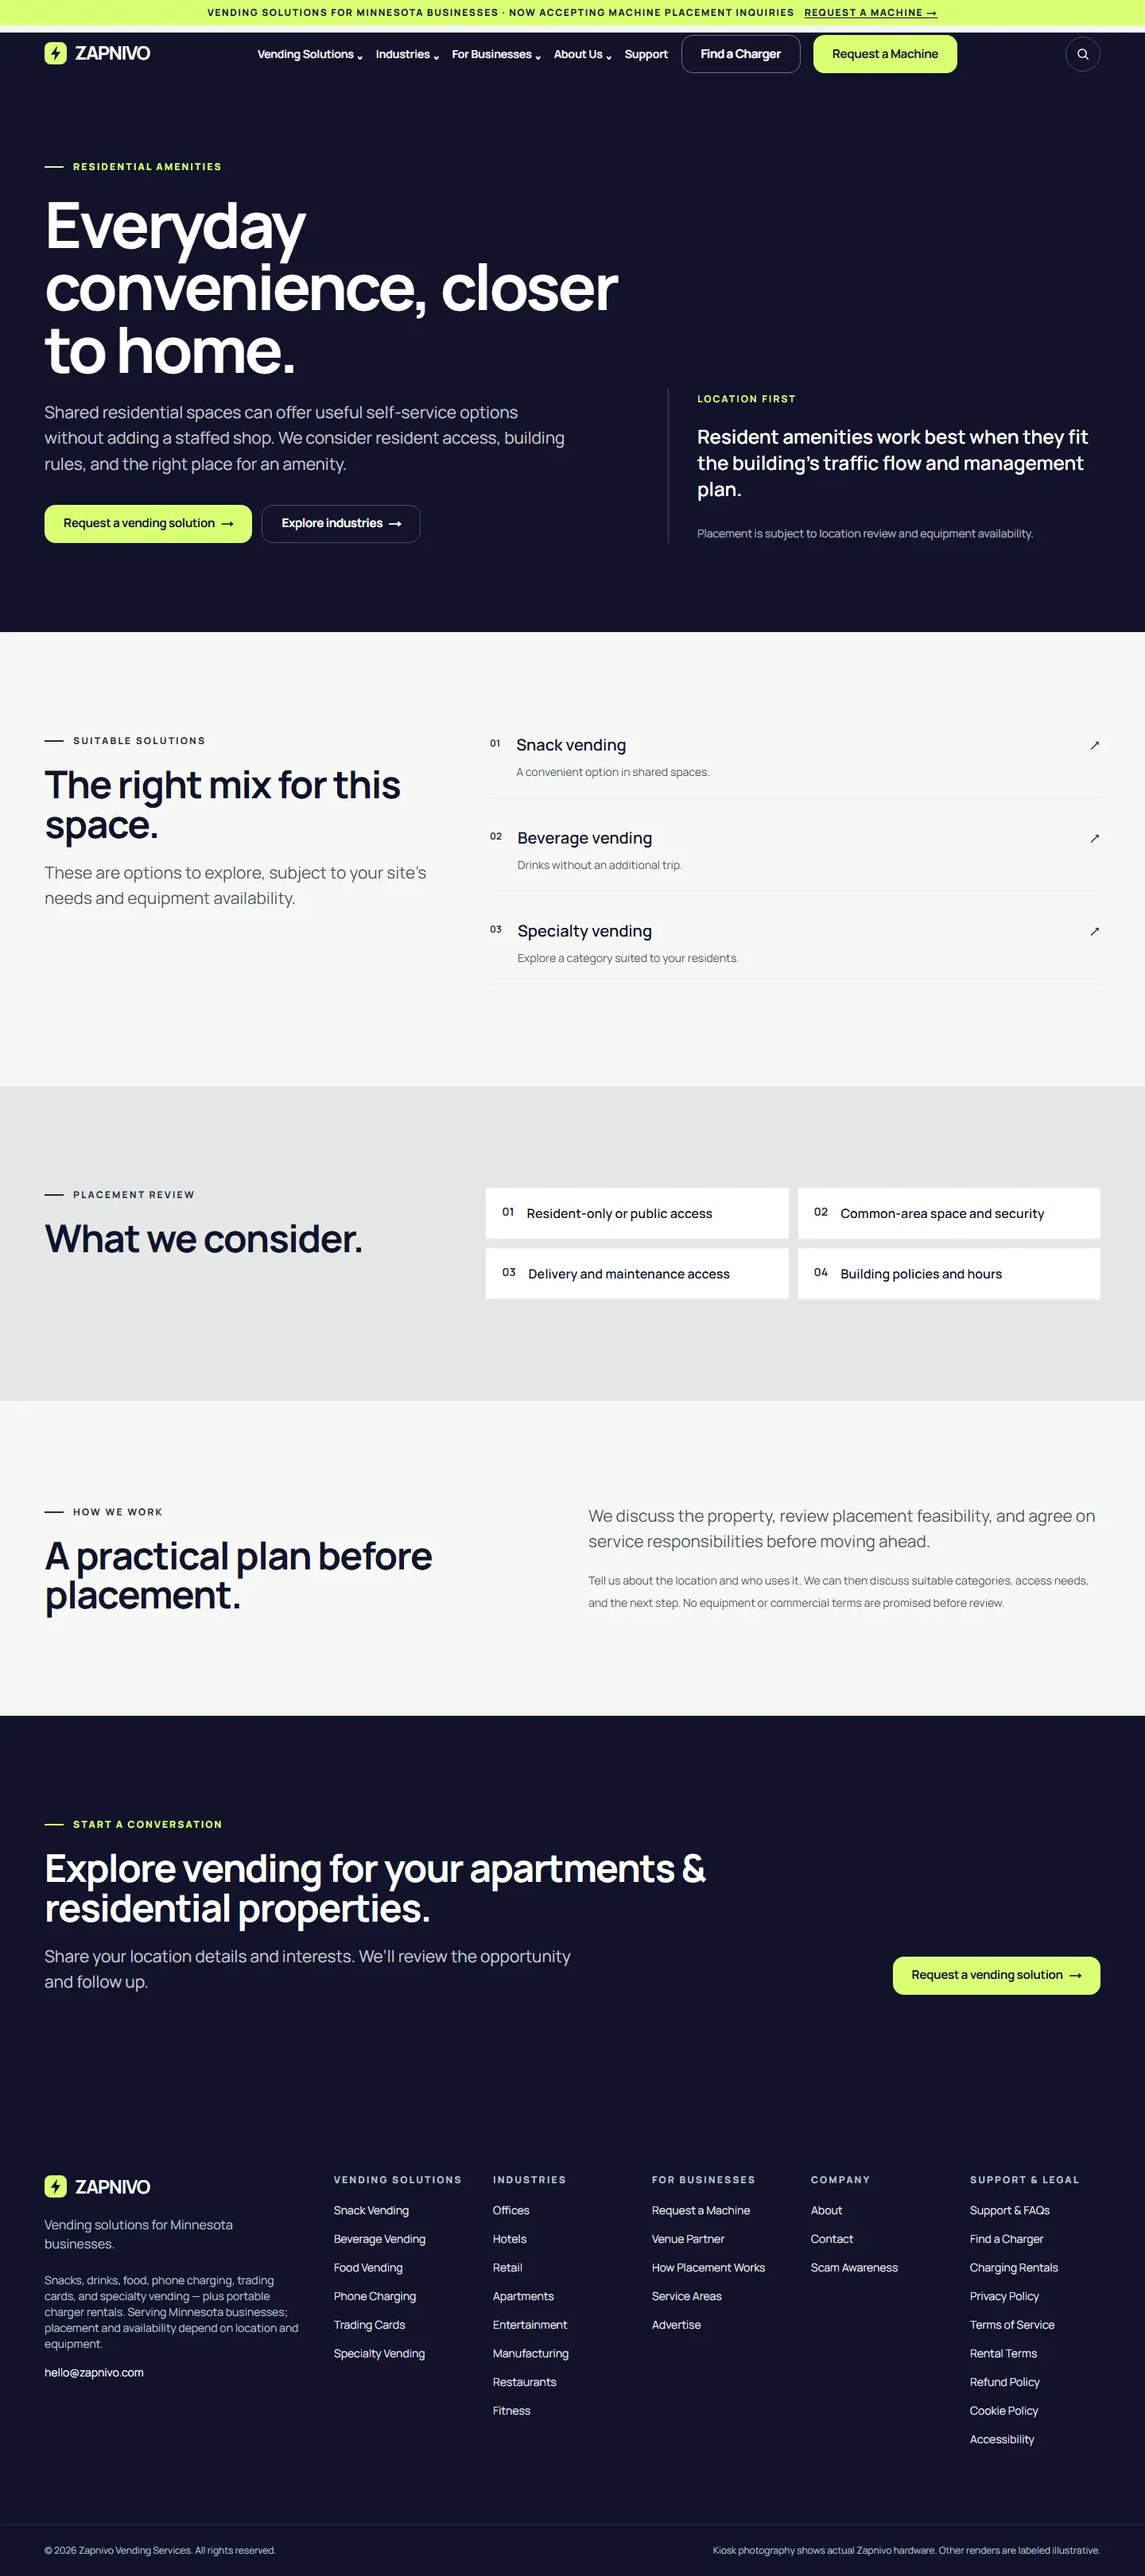 VENDING SOLUTIONS FOR MINNESOTA BUSINESSES · NOW ACCEPTING MACHINE PLACEMENT INQUIRIES REQUEST A MACHINE →
ZAPNIVO
Vending Solutions Industries For Businesses About Us Support Find a Charger Request a Machine
RESIDENTIAL AMENITIES
Everyday
convenience, closer
to home.
Shared residential spaces can offer useful self-service options
without adding a staffed shop. We consider resident access, building
rules, and the right place for an amenity.
Request a vending solution →
Explore industries →
LOCATION FIRST
Resident amenities work best when they fit
the building's traffic flow and management
plan.
Placement is subject to location review and equipment availability.
SUITABLE SOLUTIONS
The right mix for this
space.
These are options to explore, subject to your site's
needs and equipment availability.
01 Snack vending ↗
A convenient option in shared spaces.
02 Beverage vending ↗
Drinks without an additional trip.
03 Specialty vending ↗
Explore a category suited to your residents.
PLACEMENT REVIEW
What we consider.
01 Resident-only or public access
02 Common-area space and security
03 Delivery and maintenance access
04 Building policies and hours
HOW WE WORK
A practical plan before
placement.
We discuss the property, review placement feasibility, and agree on
service responsibilities before moving ahead.
Tell us about the location and who uses it. We can then discuss suitable categories, access needs,
and the next step. No equipment or commercial terms are promised before review.
START A CONVERSATION
Explore vending for your apartments &
residential properties.
Share your location details and interests. We'll review the opportunity
and follow up.
Request a vending solution →
ZAPNIVO
Vending solutions for Minnesota
businesses.
Snacks, drinks, food, phone charging, trading
cards, and specialty vending — plus portable
charger rentals. Serving Minnesota businesses;
placement and availability depend on location and
equipment.
hello@zapnivo.com
VENDING SOLUTIONS
Snack Vending
Beverage Vending
Food Vending
Phone Charging
Trading Cards
Specialty Vending
INDUSTRIES
Offices
Hotels
Retail
Apartments
Entertainment
Manufacturing
Restaurants
Fitness
FOR BUSINESSES
Request a Machine
Venue Partner
How Placement Works
Service Areas
Advertise
COMPANY
About
Contact
Scam Awareness
SUPPORT & LEGAL
Support & FAQs
Find a Charger
Charging Rentals
Privacy Policy
Terms of Service
Rental Terms
Refund Policy
Cookie Policy
Accessibility
© 2026 Zapnivo Vending Services. All rights reserved.
Kiosk photography shows actual Zapnivo hardware. Other renders are labeled illustrative.